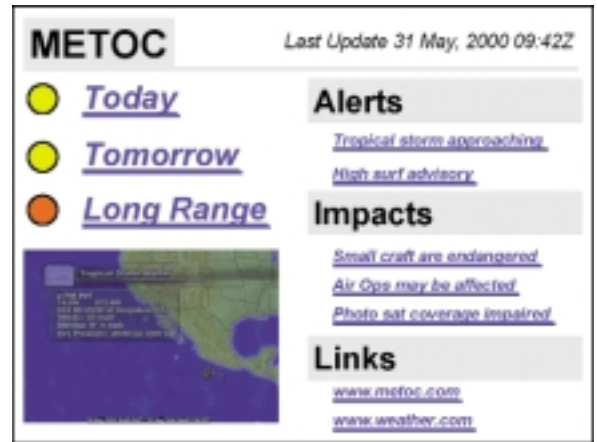 METOC
Last Update 31 May, 2000 09:42Z
Today
Tomorrow
Long Range
Tropical Storm
Alerts
Tropical storm approaching
High surf advisory
Impacts
Small craft are endangered
Air Ops may be affected
Photo sat coverage impaired
Links
www.metoc.com
www.weather.com